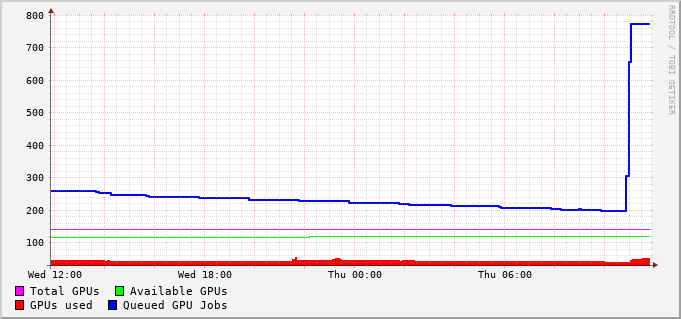 800
700
600
500
400
300
200
100
Wed 12:00 Wed 18:00 Thu 00:00 Thu 06:00
Total GPUs Available GPUs
GPUs used Queued GPU Jobs
RRDTOOL / TOBI OETIKER